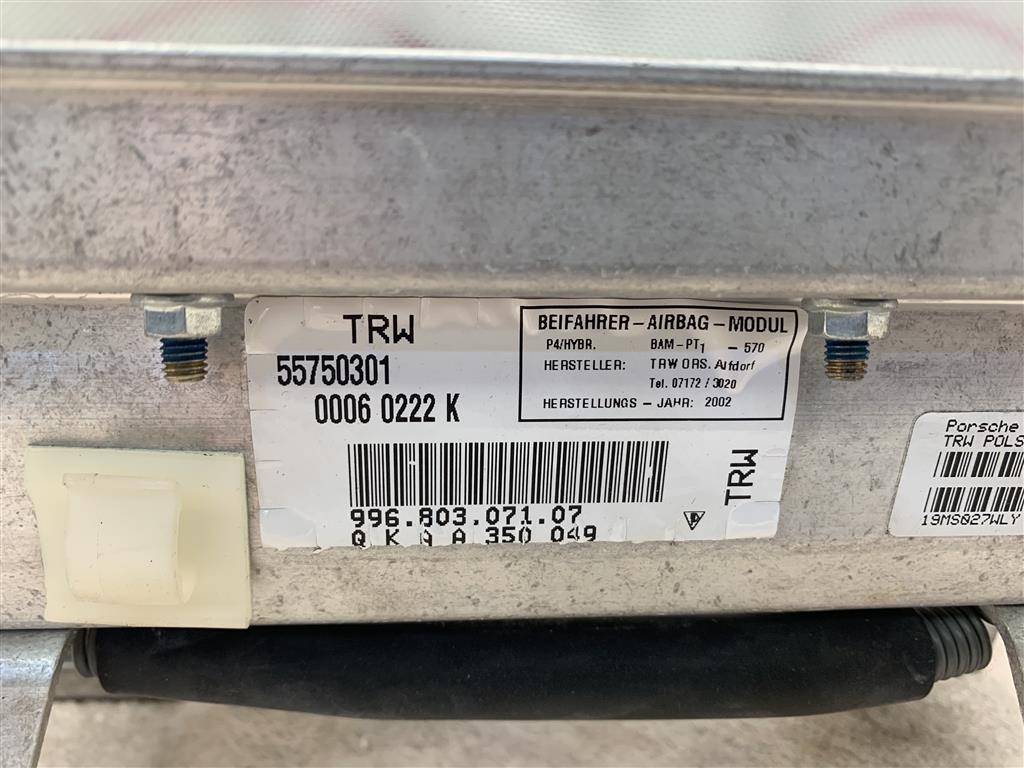 TRW
55750301
0006 0222 K
BEIFAHRER-AIRBAG-MODUL
P4/HYBR. BAM-PT1 - 570
HERSTELLER: TRW ORS. Alfdorf
Tel. 07172 / 3020
HERSTELLUNGS - JAHR: 2002
996.803.071.07
350 049
TRW
Porsche
TRW POLS
19MS027WLY